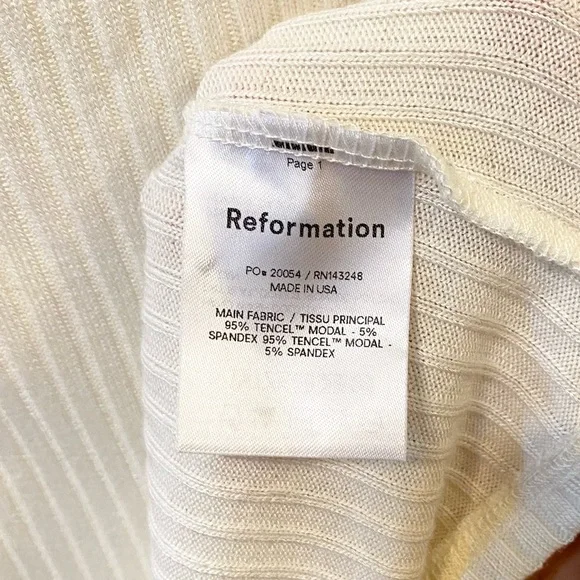 Page 1
Reformation
PO# 20054 / RN143248
MADE IN USA
MAIN FABRIC / TISSU PRINCIPAL
95% TENCEL™ MODAL - 5%
SPANDEX 95% TENCEL™ MODAL -
5% SPANDEX